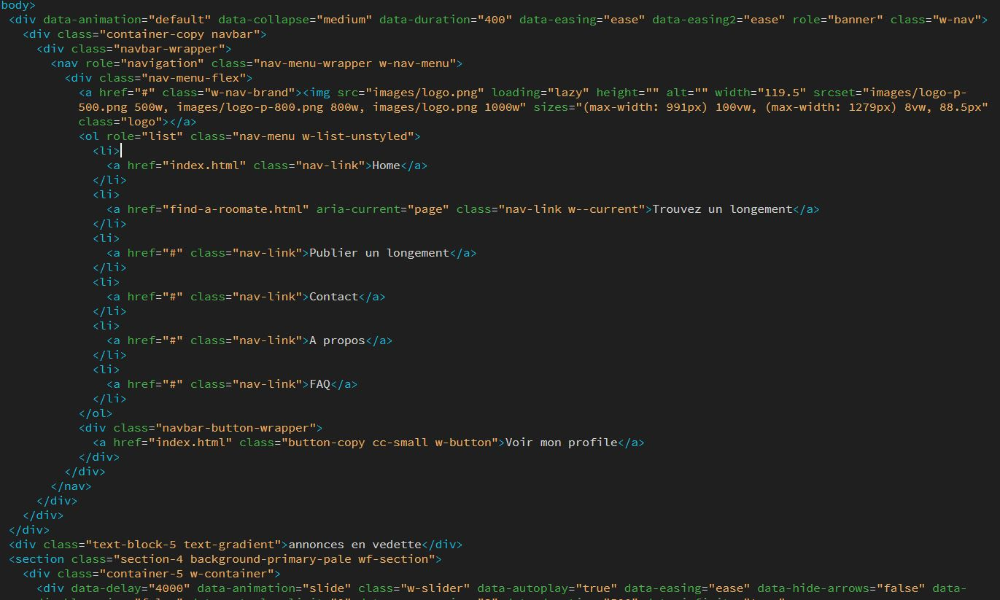 body>
<div data-animation="default" data-collapse="medium" data-duration="400" data-easing="ease" data-easing2="ease" role="banner" class="w-nav">
<div class="container-copy navbar">
<div class="navbar-wrapper">
<nav role="navigation" class="nav-menu-wrapper w-nav-menu">
<div class="nav-menu-flex">
<a href="#" class="w-nav-brand"><img src="images/logo.png" loading="lazy" height="" alt="" width="119.5" srcset="images/logo-p-
500.png 500w, images/logo-p-800.png 800w, images/logo.png 1000w" sizes="(max-width: 991px) 100vw, (max-width: 1279px) 8vw, 88.5px"
class="logo"></a>
<ol role="list" class="nav-menu w-list-unstyled">
<li>
<a href="index.html" class="nav-link">Home</a>
</li>
<li>
<a href="find-a-roomate.html" aria-current="page" class="nav-link w--current">Trouvez un longement</a>
</li>
<li>
<a href="#" class="nav-link">Publier un longement</a>
</li>
<li>
<a href="#" class="nav-link">Contact</a>
</li>
<li>
<a href="#" class="nav-link">A propos</a>
</li>
<li>
<a href="#" class="nav-link">FAQ</a>
</li>
</ol>
<div class="navbar-button-wrapper">
<a href="index.html" class="button-copy cc-small w-button">Voir mon profile</a>
</div>
</div>
</nav>
</div>
</div>
</div>
<div class="text-block-5 text-gradient">annonces en vedette</div>
<section class="section-4 background-primary-pale wf-section">
<div class="container-5 w-container">
<div data-delay="4000" data-animation="slide" class="w-slider" data-autoplay="true" data-easing="ease" data-hide-arrows="false" data-